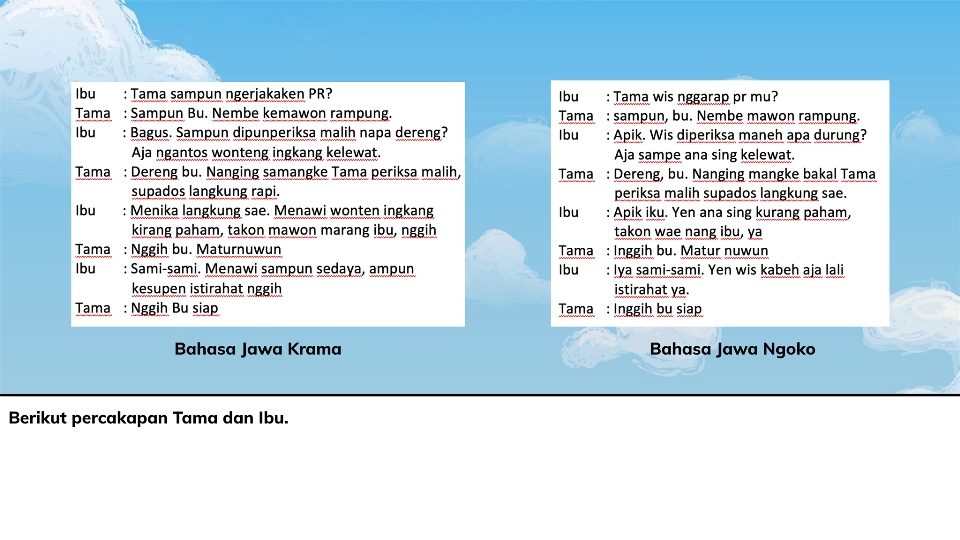 Ibu : Tama sampun ngerjakaken PR?
Tama : Sampun Bu. Nembe kemawon rampung.
Ibu : Bagus. Sampun dipunperiksa malih napa dereng?
Aja ngantos wonteng ingkang kelewat.
Tama : Dereng bu. Nanging samangke Tama periksa malih,
supados langkung rapi.
Ibu : Menika langkung sae. Menawi wonten ingkang
kirang paham, takon mawon marang ibu, nggih
Tama : Nggih bu. Maturnuwun
Ibu : Sami-sami. Menawi sampun sedaya, ampun
kesupen istirahat nggih
Tama : Nggih Bu siap
Bahasa Jawa Krama
Ibu : Tama wis nggarap pr mu?
Tama : sampun, bu. Nembe mawon rampung.
Ibu : Apik. Wis diperiksa maneh apa durung?
Aja sampe ana sing kelewat.
Tama : Dereng, bu. Nanging mangke bakal Tama
periksa malih supados langkung sae.
Ibu : Apik iku. Yen ana sing kurang paham,
takon wae nang ibu, ya
Tama : Inggih bu. Matur nuwun
Ibu : Iya sami-sami. Yen wis kabeh aja lali
istirahat ya.
Tama : Inggih bu siap
Bahasa Jawa Ngoko
Berikut percakapan Tama dan Ibu.